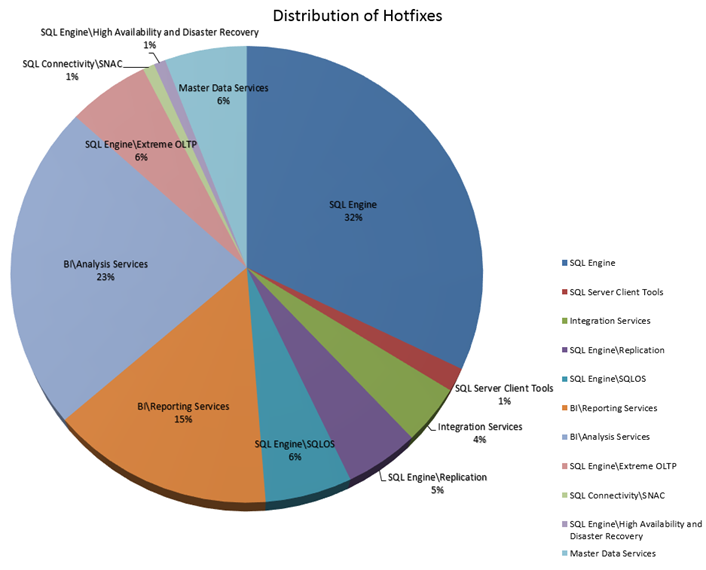 Distribution of Hotfixes
SQL Engine\High Availability and Disaster Recovery
1%
SQL Connectivity\SNAC
1%
Master Data Services
6%
SQL Engine\Extreme OLTP
6%
SQL Engine
32%
BI\Analysis Services
23%
BI\Reporting Services
15%
SQL Engine\SQLOS
6%
SQL Server Client Tools
1%
Integration Services
4%
SQL Engine\Replication
5%
SQL Engine
SQL Server Client Tools
Integration Services
SQL Engine\Replication
SQL Engine\SQLOS
BI\Reporting Services
BI\Analysis Services
SQL Engine\Extreme OLTP
SQL Connectivity\SNAC
SQL Engine\High Availability and
Disaster Recovery
Master Data Services